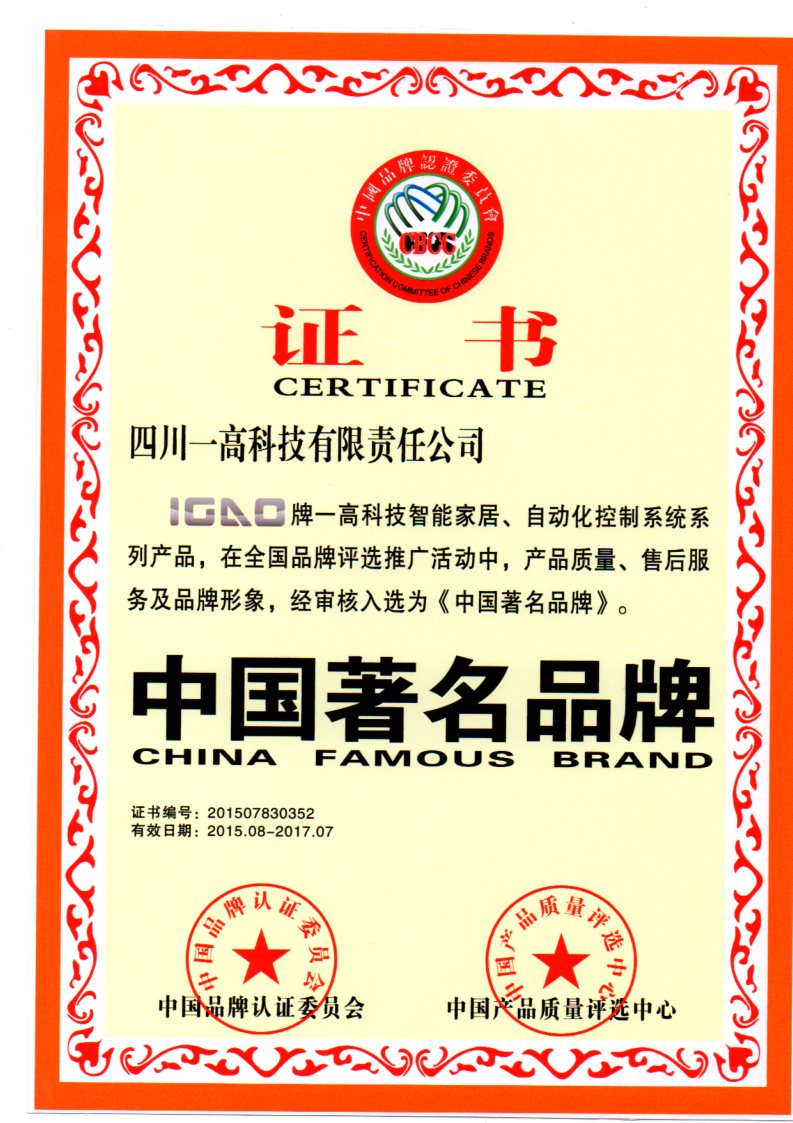 中國品牌認證委員會
CBCC
CERTIFICATION COMMITTEE OF CHINESE BRANDS
证 书
CERTIFICATE
四川一高科技有限责任公司
IGAO牌一高科技智能家居、自动化控制系统系
列产品，在全国品牌评选推广活动中，产品质量、售后服
务及品牌形象，经审核入选为《中国著名品牌》。
中国著名品牌
CHINA FAMOUS BRAND
证书编号：201507830352
有效日期：2015.08-2017.07
中国品牌认证委员会
中国产品质量评选中心
中国品牌认证委员会
中国产品质量评选中心